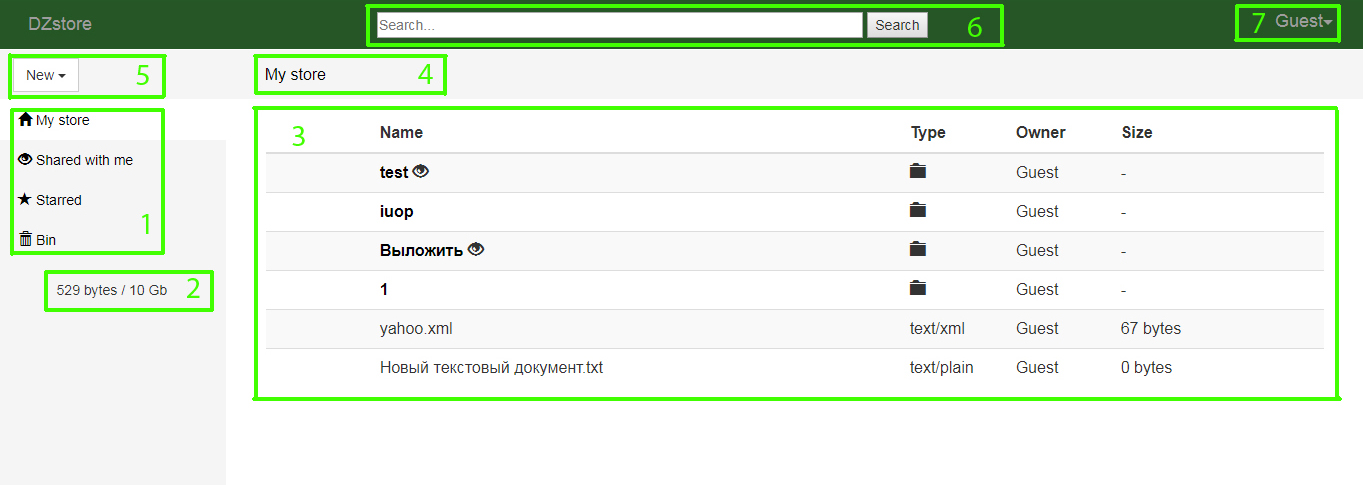 DZstore
Search...
Search
6
7
Guest
New
5
My store
4
My store
Shared with me
Starred
1
Bin
529 bytes / 10 Gb
2
3
Name Type Owner Size
test Guest -
iuop Guest -
Выложить Guest -
1 Guest -
yahoo.xml text/xml Guest 67 bytes
Новый текстовый документ.txt text/plain Guest 0 bytes